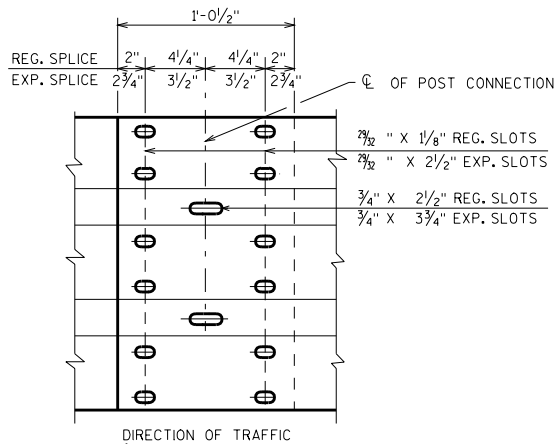 1'-0½"
REG. SPLICE 2" 4¼" 4¼" 2"
EXP. SPLICE 2¾" 3½" 3½" 2¾"
℄ OF POST CONNECTION
29/32 " X 1⅛" REG. SLOTS
29/32 " X 2½" EXP. SLOTS
¾" X 2½" REG. SLOTS
¾" X 3¾" EXP. SLOTS
DIRECTION OF TRAFFIC